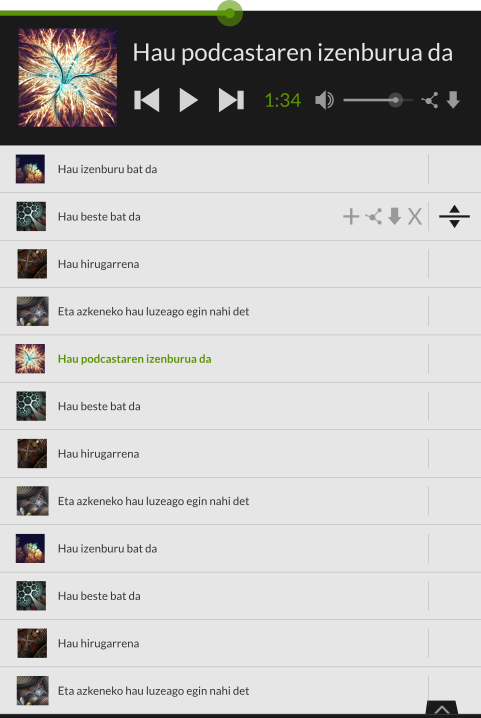 Hau podcastaren izenburua da
1:34
Hau izenburu bat da
Hau beste bat da
Hau hirugarrena
Eta azkeneko hau luzeago egin nahi det
Hau podcastaren izenburua da
Hau beste bat da
Hau hirugarrena
Eta azkeneko hau luzeago egin nahi det
Hau izenburu bat da
Hau beste bat da
Hau hirugarrena
Eta azkeneko hau luzeago egin nahi det